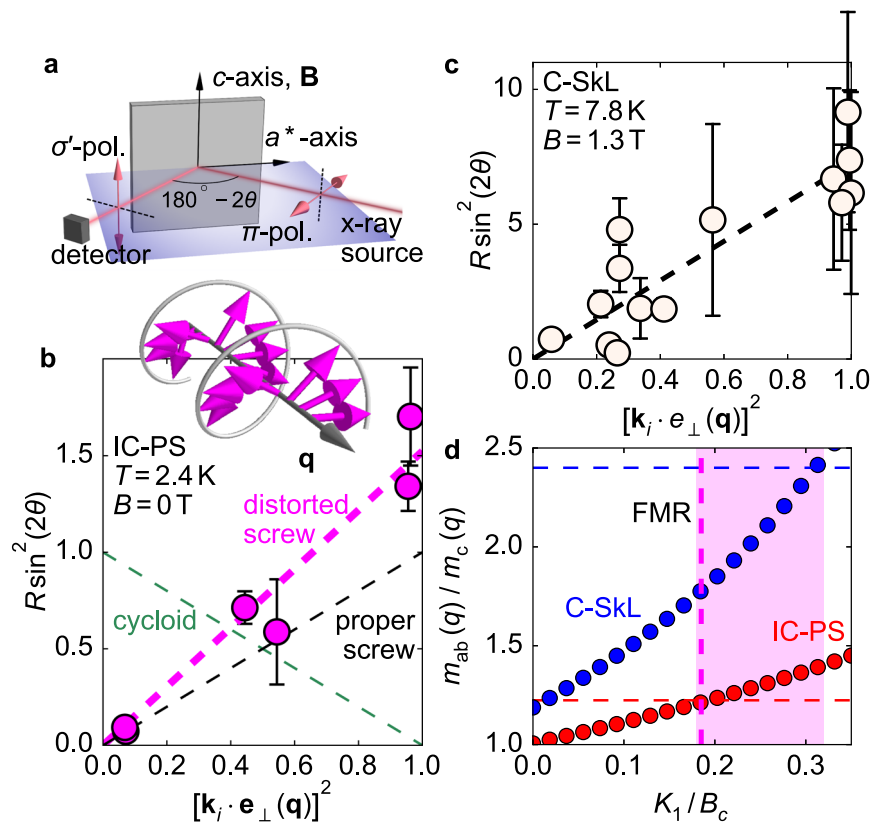 a
c-axis, B
a*-axis
σ′-pol.
180° − 2θ
π-pol.
x-ray
source
detector
b
R sin²(2θ)
2.0
1.5
1.0
0.5
0.0
IC-PS
T = 2.4 K
B = 0 T
q
distorted
screw
cycloid
proper
screw
0.0 0.2 0.4 0.6 0.8 1.0
[k_i · e_⊥(q)]²
c
R sin²(2θ)
10
5
0
C-SkL
T = 7.8 K
B = 1.3 T
0.0 0.2 0.4 0.6 0.8 1.0
[k_i · e_⊥(q)]²
d
m_ab(q) / m_c(q)
2.5
2.0
1.5
1.0
FMR
C-SkL
IC-PS
0.0 0.1 0.2 0.3
K_1 / B_c